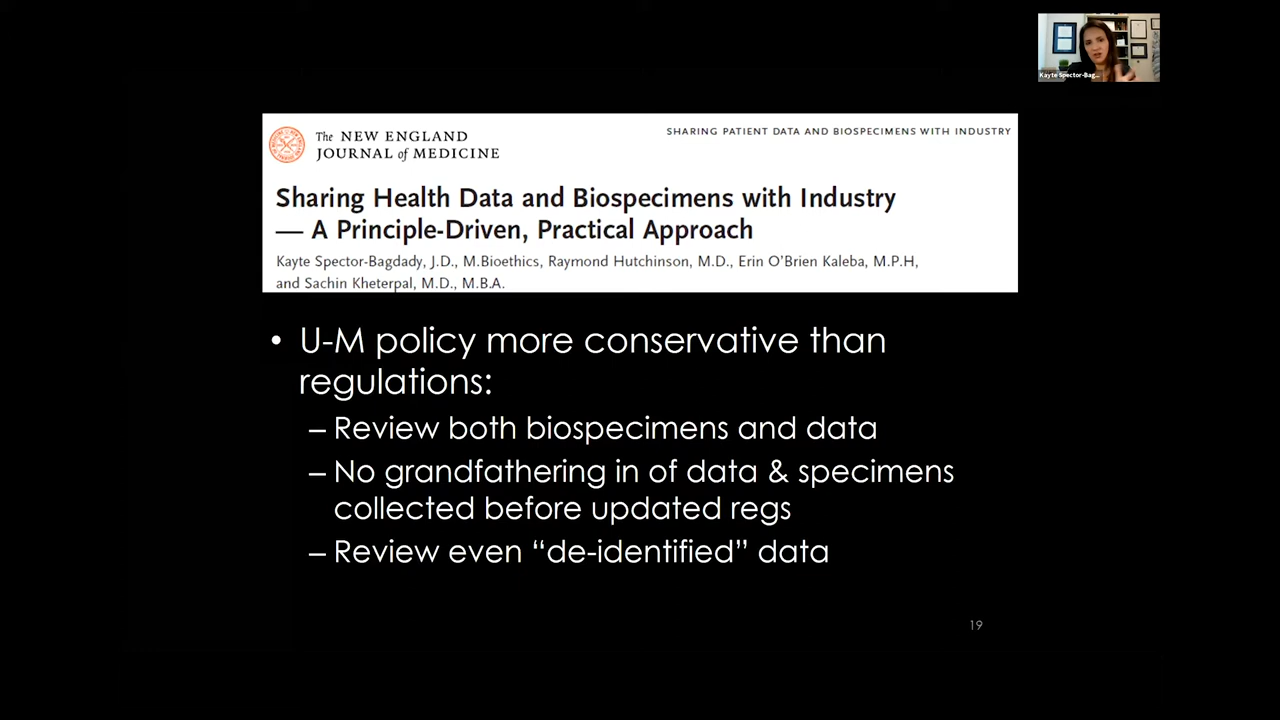 Kayte Spector-Bag...
The NEW ENGLAND
JOURNAL of MEDICINE
SHARING PATIENT DATA AND BIOSPECIMENS WITH INDUSTRY
Sharing Health Data and Biospecimens with Industry
— A Principle-Driven, Practical Approach
Kayte Spector-Bagdady, J.D., M.Bioethics, Raymond Hutchinson, M.D., Erin O’Brien Kaleba, M.P.H,
and Sachin Kheterpal, M.D., M.B.A.
• U-M policy more conservative than
regulations:
– Review both biospecimens and data
– No grandfathering in of data & specimens
collected before updated regs
– Review even “de-identified” data
19